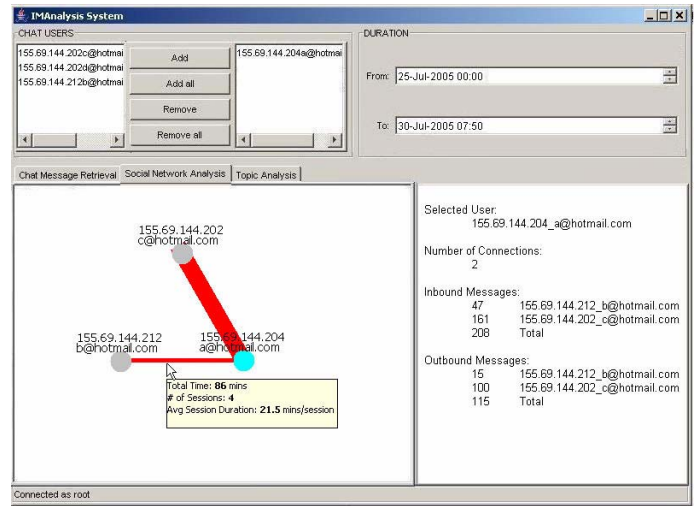 IMAnalysis System
CHAT USERS
155.69.144.202c@hotmai
155.69.144.202d@hotmai
155.69.144.212b@hotmai
Add
Add all
Remove
Remove all
155.69.144.204a@hotmai
DURATION
From: 25-Jul-2005 00:00
To: 30-Jul-2005 07:50
Chat Message Retrieval Social Network Analysis Topic Analysis
155.69.144.202
c@hotmail.com
155.69.144.212
b@hotmail.com
155.69.144.204
a@hotmail.com
Total Time: 86 mins
# of Sessions: 4
Avg Session Duration: 21.5 mins/session
Selected User:
155.69.144.204_a@hotmail.com
Number of Connections:
2
Inbound Messages:
47 155.69.144.212_b@hotmail.com
161 155.69.144.202_c@hotmail.com
208 Total
Outbound Messages:
15 155.69.144.212_b@hotmail.com
100 155.69.144.202_c@hotmail.com
115 Total
Connected as root